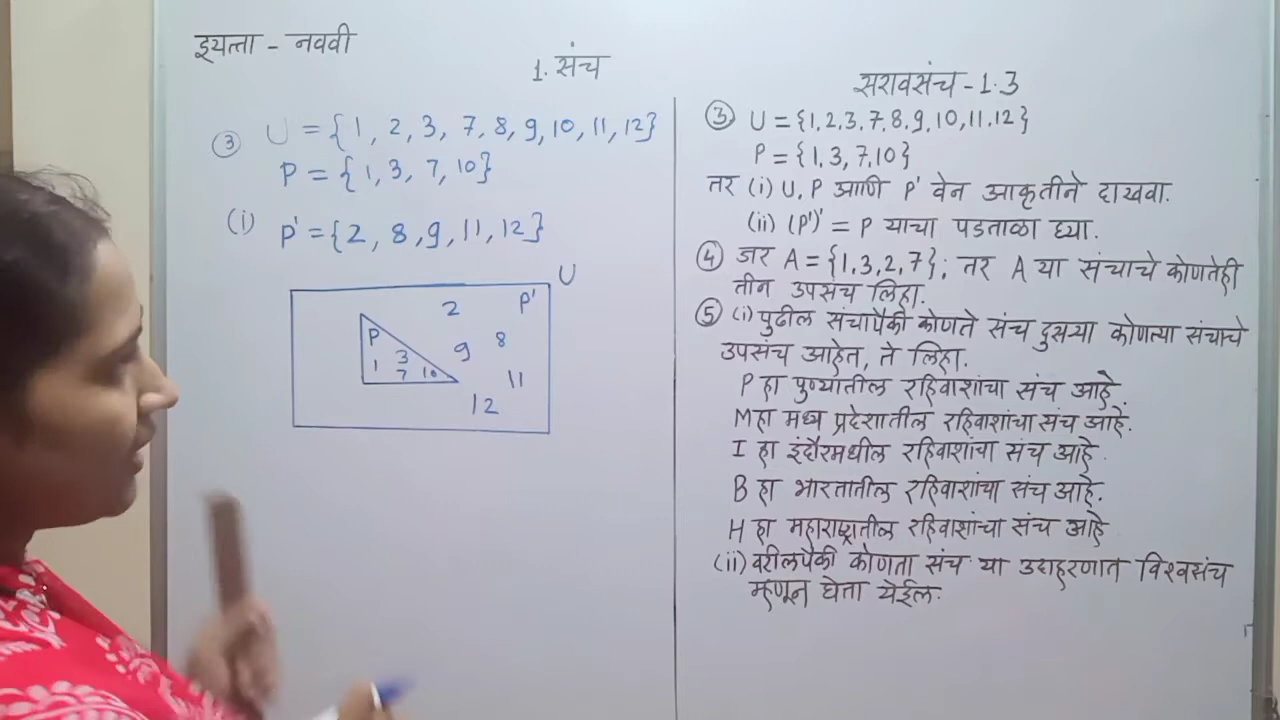 इयत्ता - नववी
1. संच
③ U = {1, 2, 3, 7, 8, 9, 10, 11, 12}
P = {1, 3, 7, 10}
(i) P' = {2, 8, 9, 11, 12}
U
2 P'
P
3 9 8
1 7 10
11
12
सरावसंच - 1.3
③ U = {1, 2, 3, 7, 8, 9, 10, 11, 12}
P = {1, 3, 7, 10}
तर (i) U, P आणि P' वेन आकृतीने दाखवा.
(ii) (P')' = P याचा पडताळा घ्या.
④ जर A = {1, 3, 2, 7}; तर A या संचाचे कोणतेही
तीन उपसंच लिहा.
⑤ (i) पुढील संचापैकी कोणते संच दुसऱ्या कोणत्या संचाचे
उपसंच आहेत, ते लिहा.
P हा पुण्यातील रहिवाशांचा संच आहे.
M हा मध्य प्रदेशातील रहिवाशांचा संच आहे.
I हा इंदौरमधील रहिवाशांचा संच आहे.
B हा भारतातील रहिवाशांचा संच आहे.
H हा महाराष्ट्रातील रहिवाशांचा संच आहे
(ii) वरीलपैकी कोणता संच या उदाहरणात विश्वसंच
म्हणून घेता येईल.